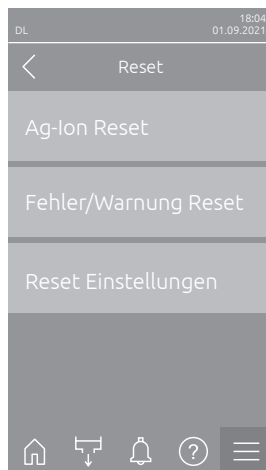 18:04
DL 01.09.2021
Reset
Ag-Ion Reset
Fehler/Warnung Reset
Reset Einstellungen
?